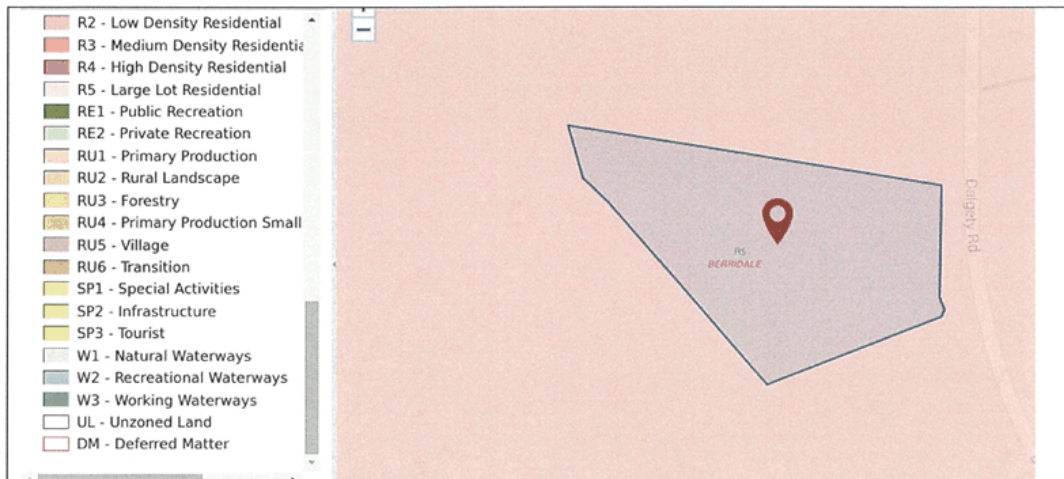 R2 - Low Density Residential
R3 - Medium Density Residentia
R4 - High Density Residential
R5 - Large Lot Residential
RE1 - Public Recreation
RE2 - Private Recreation
RU1 - Primary Production
RU2 - Rural Landscape
RU3 - Forestry
RU4 - Primary Production Small
RU5 - Village
RU6 - Transition
SP1 - Special Activities
SP2 - Infrastructure
SP3 - Tourist
W1 - Natural Waterways
W2 - Recreational Waterways
W3 - Working Waterways
UL - Unzoned Land
DM - Deferred Matter
R5
BERRIDALE
Dalgety Rd